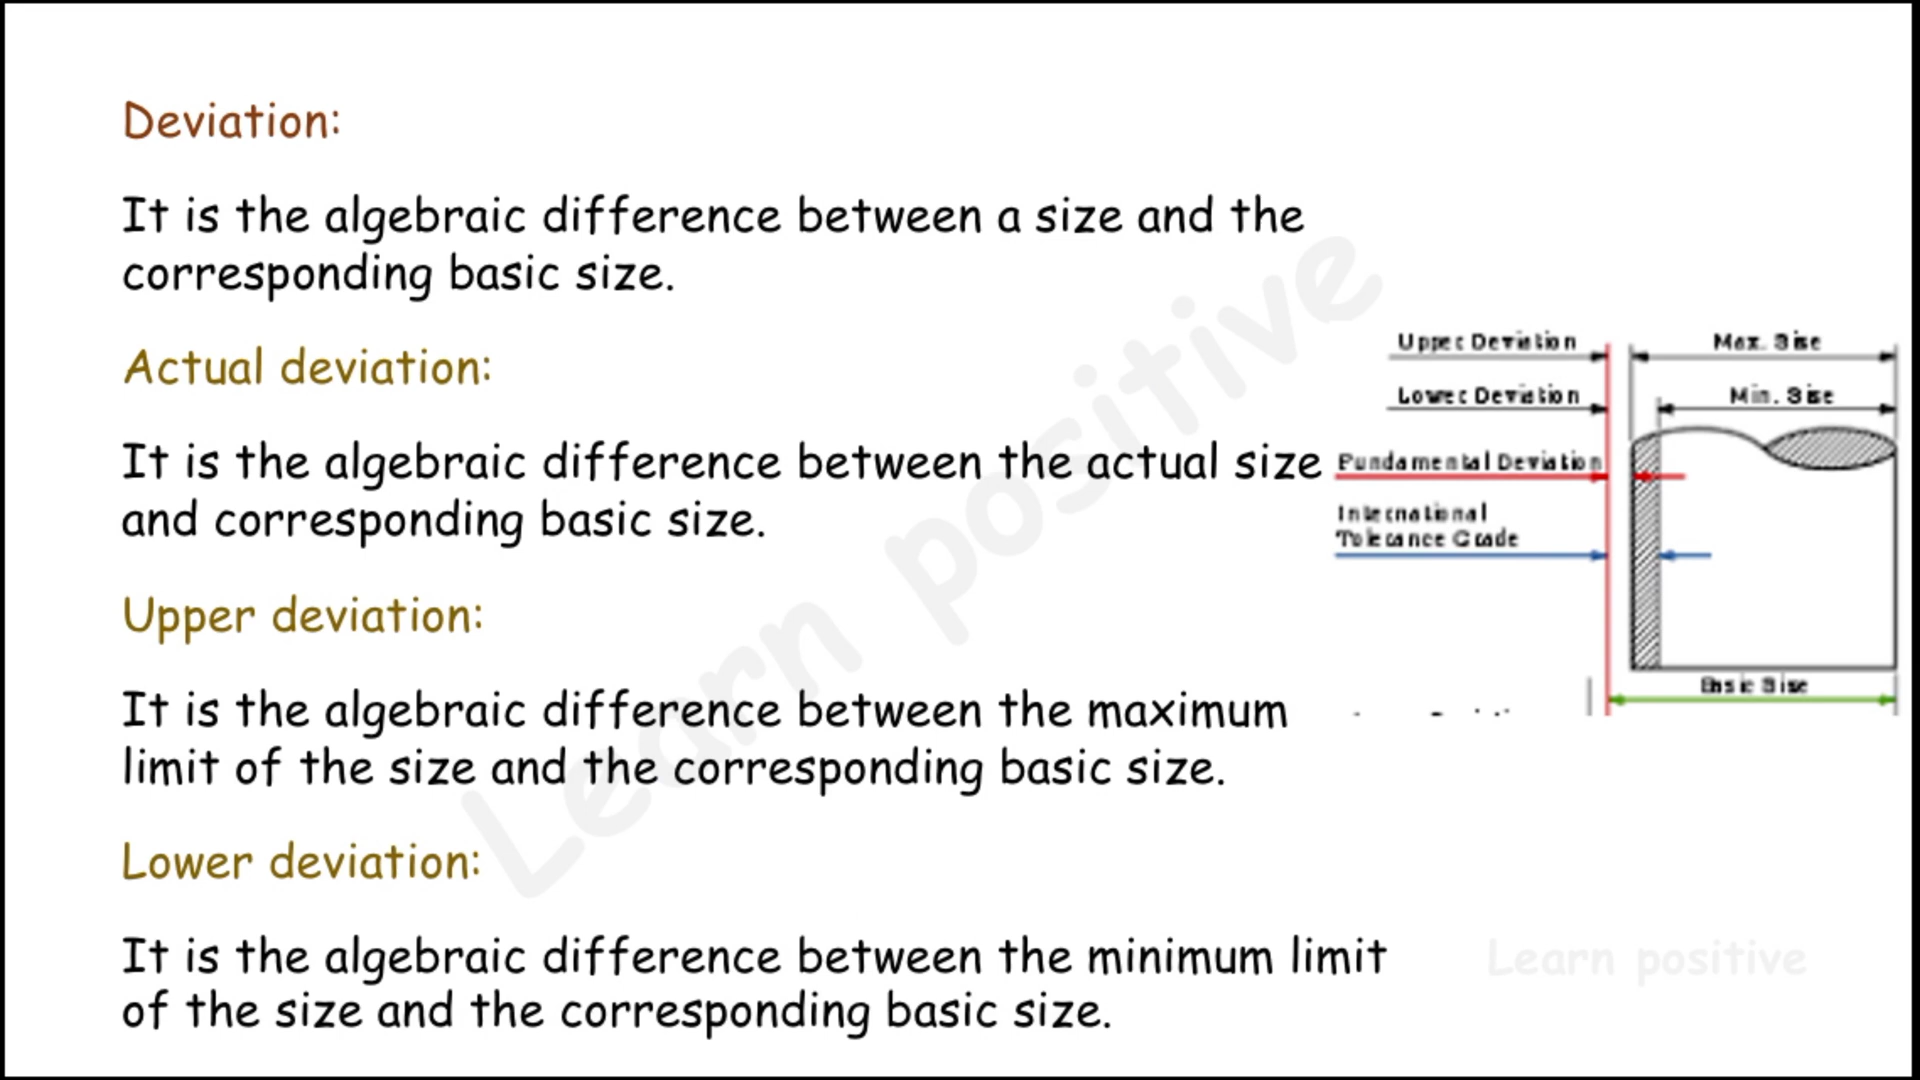 Deviation:
It is the algebraic difference between a size and the
corresponding basic size.
Actual deviation:
It is the algebraic difference between the actual size
and corresponding basic size.
Upper deviation:
It is the algebraic difference between the maximum
limit of the size and the corresponding basic size.
Lower deviation:
It is the algebraic difference between the minimum limit
of the size and the corresponding basic size.
Upper Deviation
Max. Size
Lower Deviation
Min. Size
Fundamental Deviation
International
Tolerance Grade
Basic Size
Learn positive
Learn positive